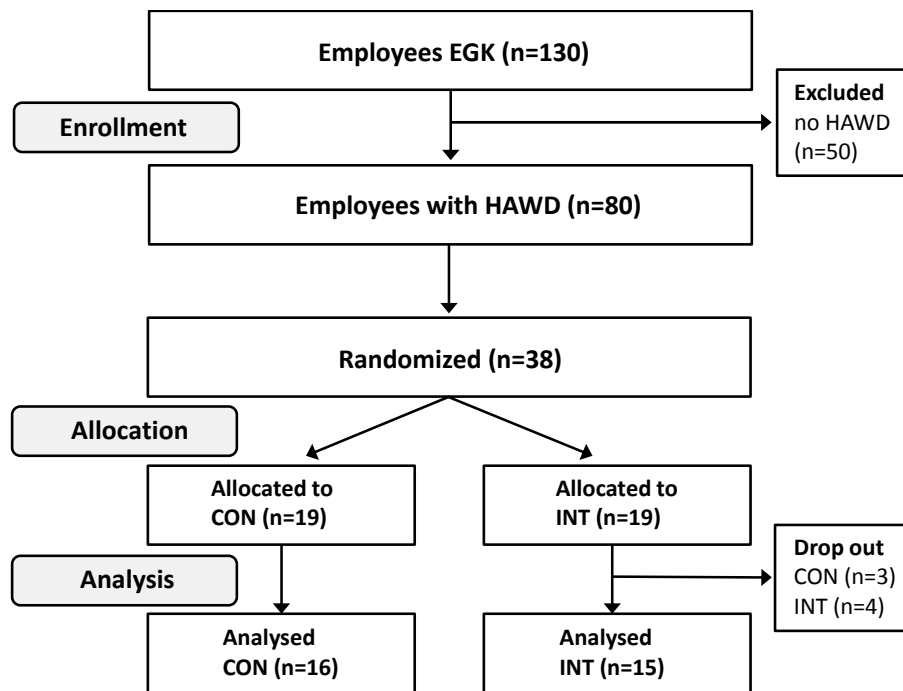 Employees EGK (n=130)
Enrollment
Excluded
no HAWD
(n=50)
Employees with HAWD (n=80)
Randomized (n=38)
Allocation
Allocated to
CON (n=19)
Allocated to
INT (n=19)
Drop out
CON (n=3)
INT (n=4)
Analysis
Analysed
CON (n=16)
Analysed
INT (n=15)